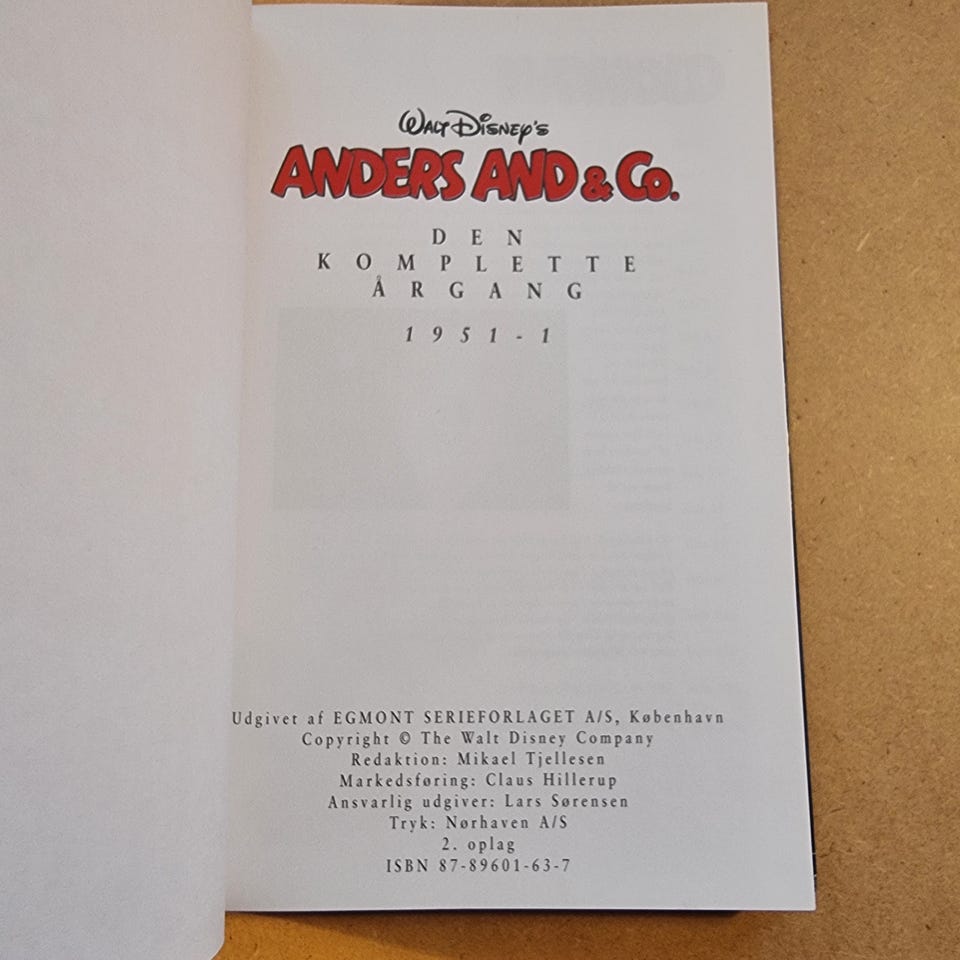 WALT DISNEY'S
ANDERS AND & CO.
DEN
KOMPLETTE
ÅRGANG
1951-1
Udgivet af EGMONT SERIEFORLAGET A/S, København
Copyright © The Walt Disney Company
Redaktion: Mikael Tjellesen
Markedsføring: Claus Hillerup
Ansvarlig udgiver: Lars Sørensen
Tryk: Nørhaven A/S
2. oplag
ISBN 87-89601-63-7